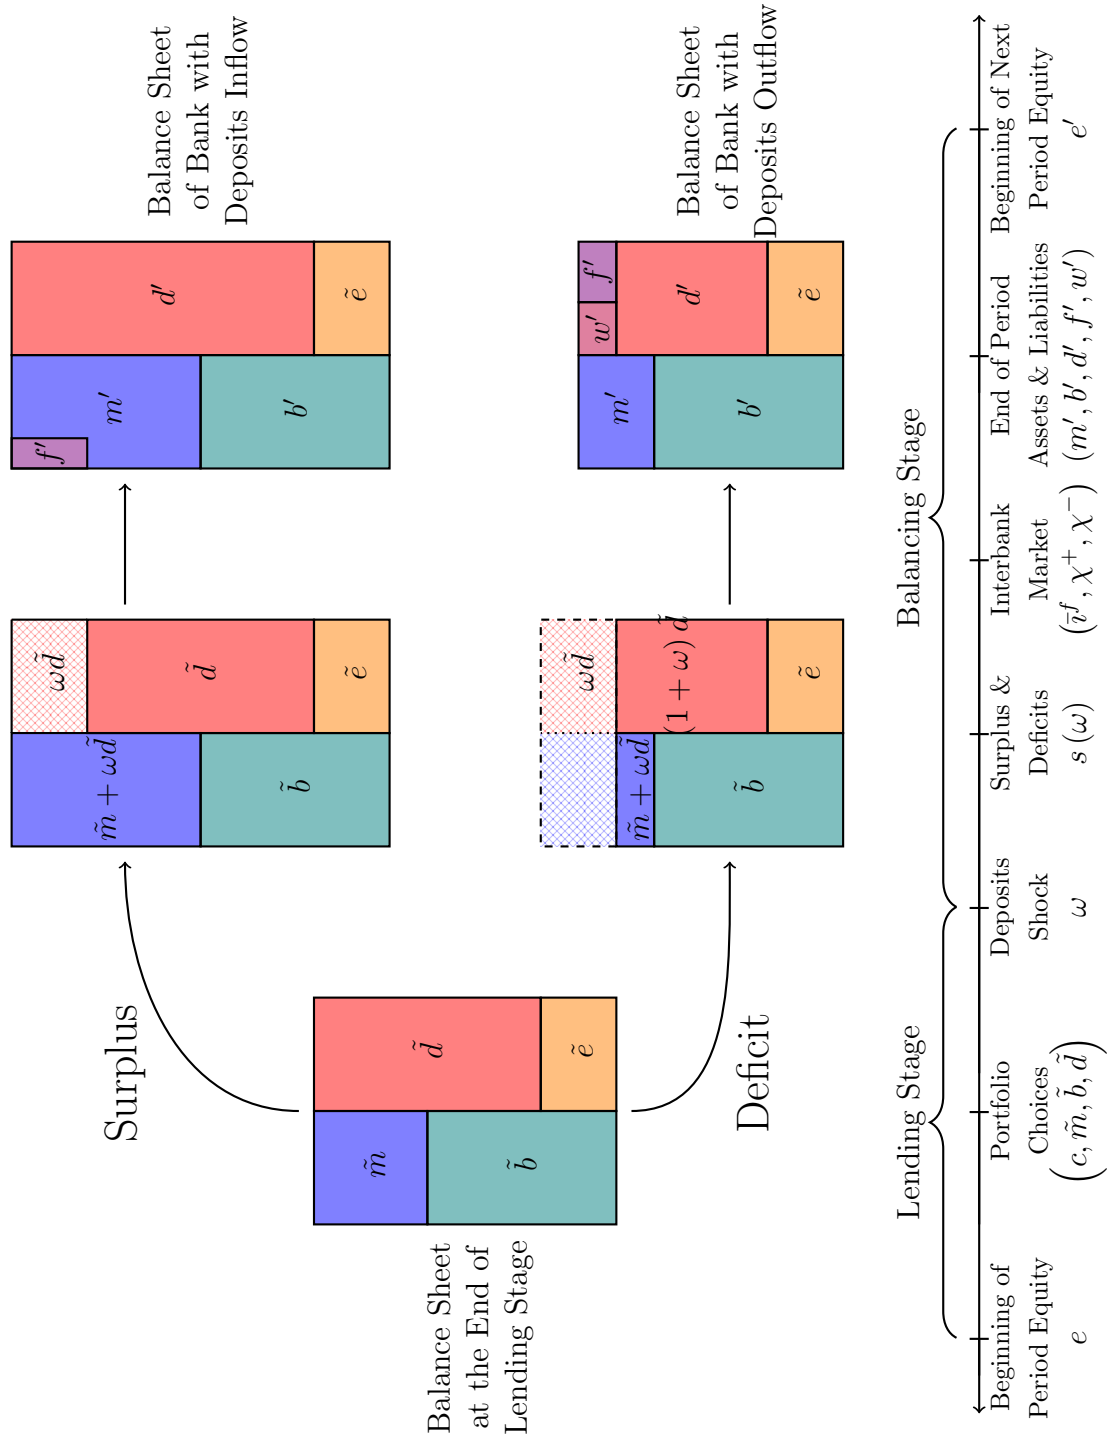 Balance Sheet
at the End of
Lending Stage
m̃
b̃
d̃
ẽ
Surplus
Deficit
m̃ + ωd̃
b̃
ωd̃
d̃
ẽ
f′
m′
b′
d′
ẽ
Balance Sheet
of Bank with
Deposits Inflow
m̃ + ωd̃
b̃
ωd̃
(1 + ω) d̃
ẽ
m′
b′
w′
f′
d′
ẽ
Balance Sheet
of Bank with
Deposits Outflow
Lending Stage
Balancing Stage
Beginning of
Period Equity
e
Portfolio
Choices
(c, m̃, b̃, d̃)
Deposits
Shock
ω
Surplus &
Deficits
s (ω)
Interbank
Market
(ῑᶠ, χ⁺, χ⁻)
End of Period
Assets & Liabilities
(m′, b′, d′, f′, w′)
Beginning of Next
Period Equity
e′